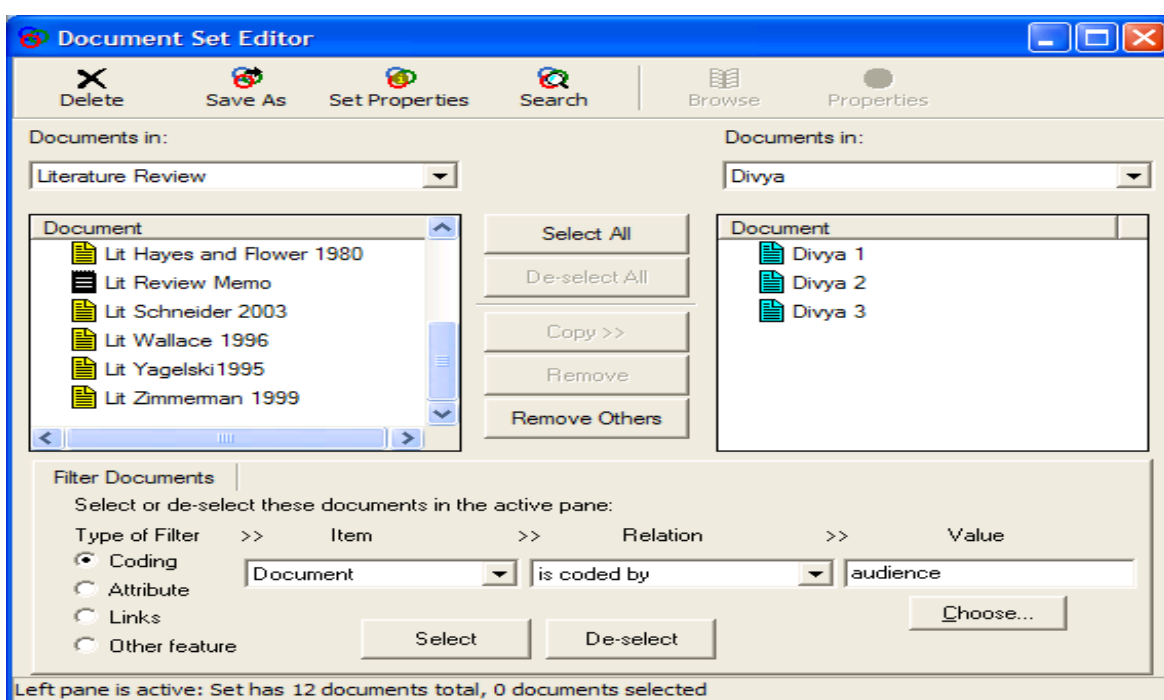 Document Set Editor
Delete Save As Set Properties Search Browse Properties
Documents in: Documents in:
Literature Review Divya
Document Select All Document
Lit Hayes and Flower 1980 Divya 1
Lit Review Memo De-select All Divya 2
Lit Schneider 2003 Divya 3
Lit Wallace 1996 Copy >>
Lit Yagelski1995 Remove
Lit Zimmerman 1999 Remove Others
Filter Documents
Select or de-select these documents in the active pane:
Type of Filter >> Item >> Relation >> Value
Coding Document is coded by audience
Attribute
Links Choose...
Other feature Select De-select
Left pane is active: Set has 12 documents total, 0 documents selected